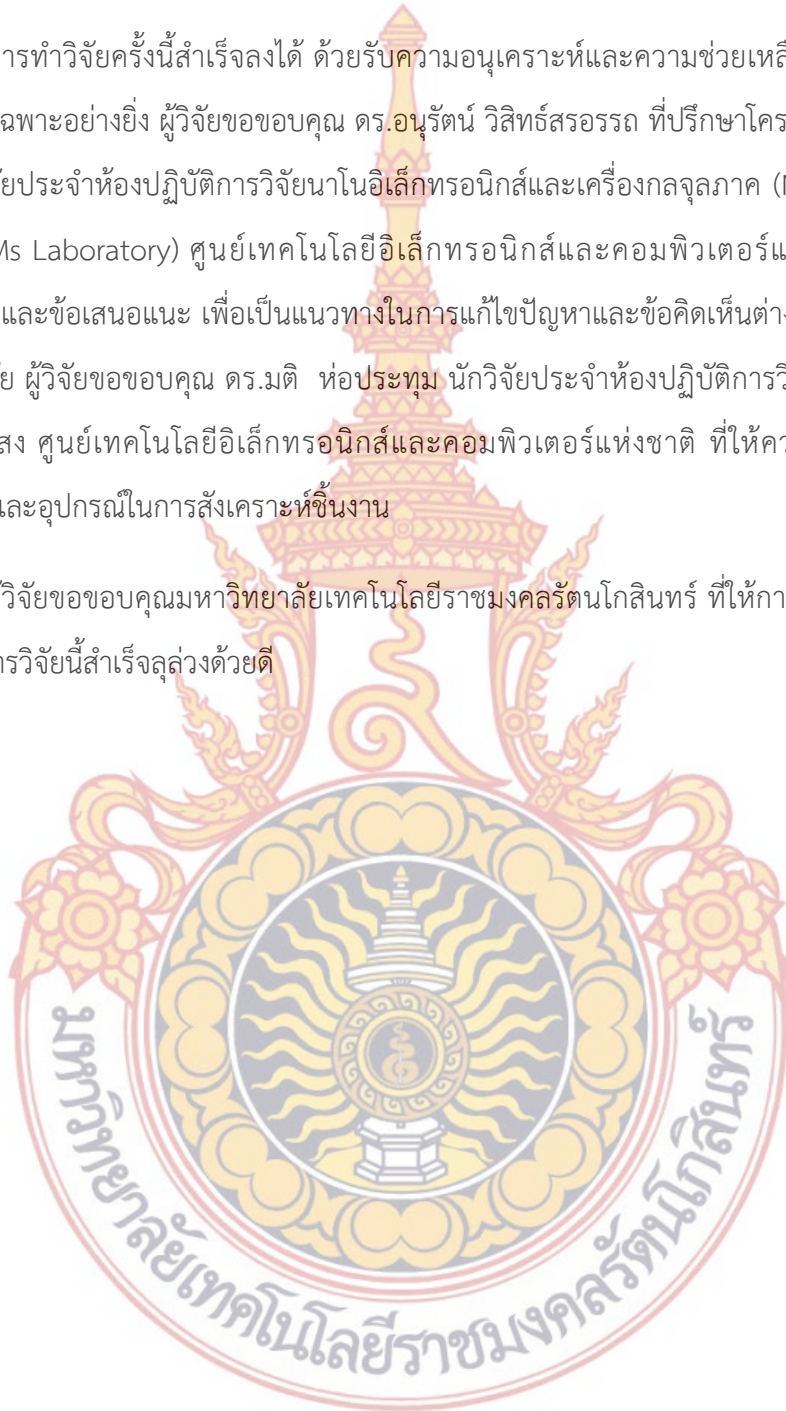 ารทำวิจัยครั้งนี้สำเร็จลงได้ ด้วยรับความอนุเคราะห์และความช่วยเหลื
ฉพาะอย่างยิ่ง ผู้วิจัยขอขอบคุณ ดร.อนุรัตน์ วิสิทธ์สรอรรถ ที่ปรึกษาโคร
ัยประจำห้องปฏิบัติการวิจัยนาโนอิเล็กทรอนิกส์และเครื่องกลจุลภาค (
Ms Laboratory) ศูนย์เทคโนโลยีอิเล็กทรอนิกส์และคอมพิวเตอร์แ
และข้อเสนอแนะ เพื่อเป็นแนวทางในการแก้ไขปัญหาและข้อคิดเห็นต่าง
ัย ผู้วิจัยขอขอบคุณ ดร.มติ ห่อประทุม นักวิจัยประจำห้องปฏิบัติการวิ
สง ศูนย์เทคโนโลยีอิเล็กทรอนิกส์และคอมพิวเตอร์แห่งชาติ ที่ให้คว
และอุปกรณ์ในการสังเคราะห์ชิ้นงาน
วิจัยขอขอบคุณมหาวิทยาลัยเทคโนโลยีราชมงคลรัตนโกสินทร์ ที่ให้กา
ารวิจัยนี้สำเร็จลุล่วงด้วยดี
มหาวิทยาลัยเทคโนโลยีราชมงคลรัตนโกสินทร์